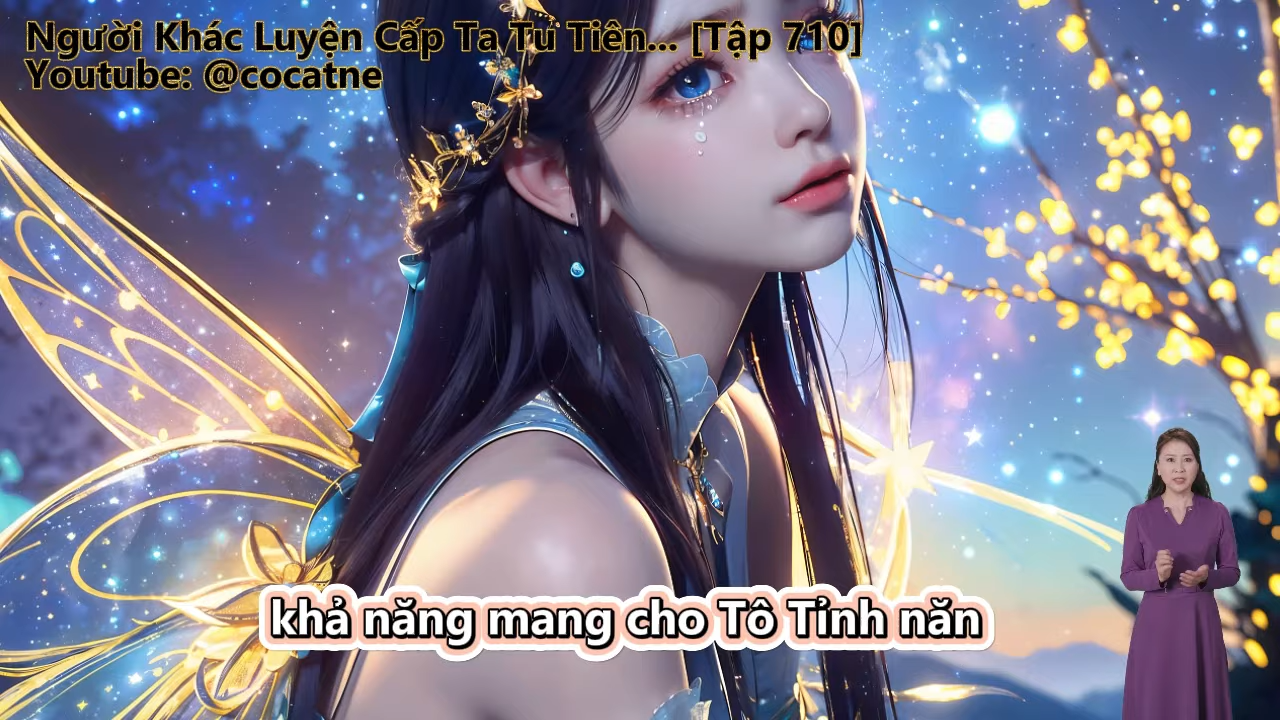 Người Khác Luyện Cấp Ta Tu Tiên... [Tập 710]
Youtube: @cocatne
khả năng mang cho Tô Tỉnh năn